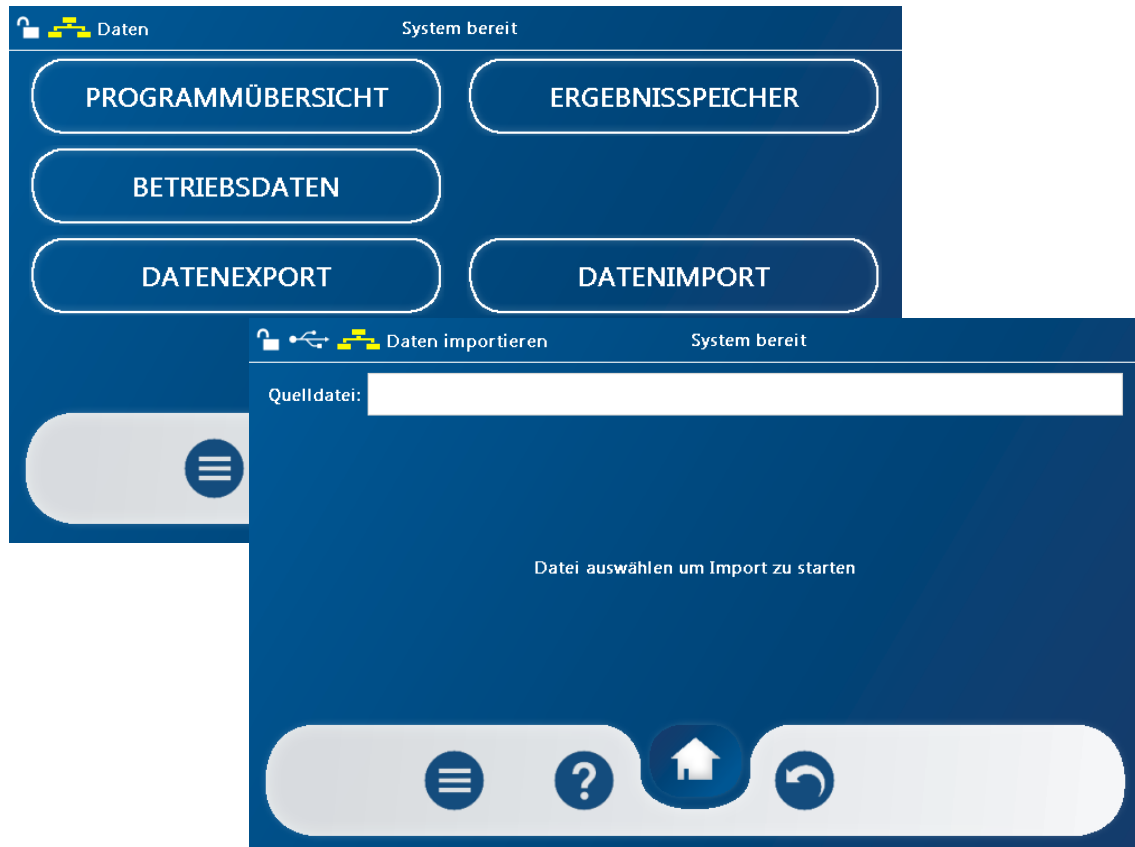 Daten
System bereit
PROGRAMMÜBERSICHT
ERGEBNISSPEICHER
BETRIEBSDATEN
DATENEXPORT
DATENIMPORT
Daten importieren
System bereit
Quelldatei:
Datei auswählen um Import zu starten
?